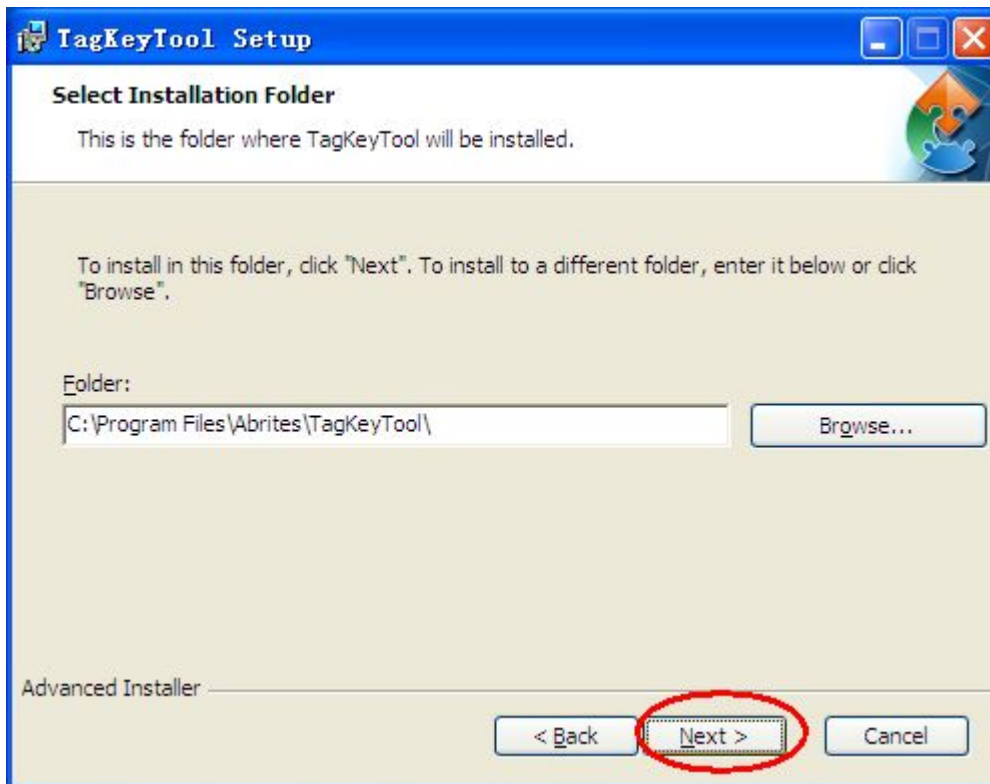 TagKeyTool Setup
Select Installation Folder
This is the folder where TagKeyTool will be installed.
To install in this folder, click "Next". To install to a different folder, enter it below or click
"Browse".
Folder:
C:\Program Files\Abrites\TagKeyTool\
Browse...
Advanced Installer
< Back
Next >
Cancel